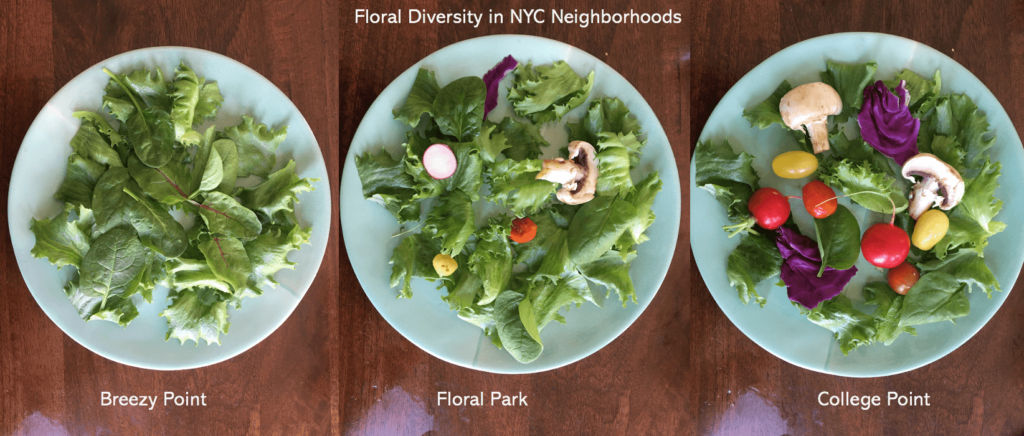 Floral Diversity in NYC Neighborhoods
Breezy Point
Floral Park
College Point